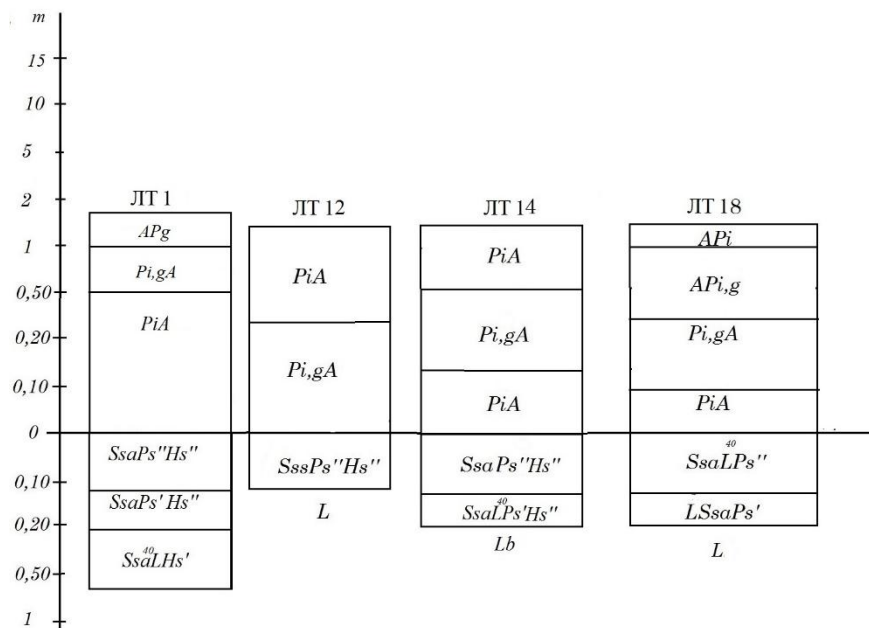 m
15
10
5
2
1
0,50
0,20
0,10
0
0,10
0,20
0,50
1
ЛТ 1
APg
Pi,gA
PiA
SsaPs''Hs''
SsaPs' Hs''
40
SsaLHs'
ЛТ 12
PiA
Pi,gA
SssPs''Hs''
L
ЛТ 14
PiA
Pi,gA
PiA
SsaPs''Hs''
40
SsaLPs'Hs''
Lb
ЛТ 18
APi
APi,g
Pi,gA
PiA
40
SsaLPs''
LSsaPs'
L